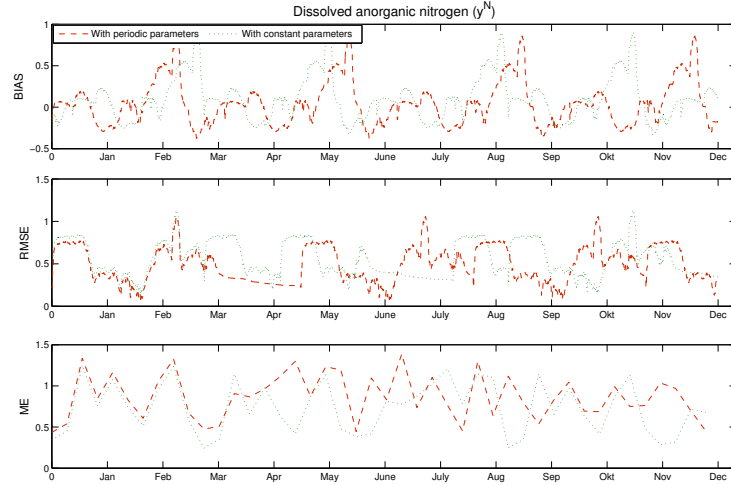 Dissolved anorganic nitrogen (y^N)
With periodic parameters
With constant parameters
BIAS
1
0.5
0
−0.5
0 Jan Feb Mar Apr May June July Aug Sep Okt Nov Dec
RMSE
1.5
1
0.5
0
0 Jan Feb Mar Apr May June July Aug Sep Okt Nov Dec
ME
1.5
1
0.5
0
0 Jan Feb Mar Apr May June July Aug Sep Okt Nov Dec